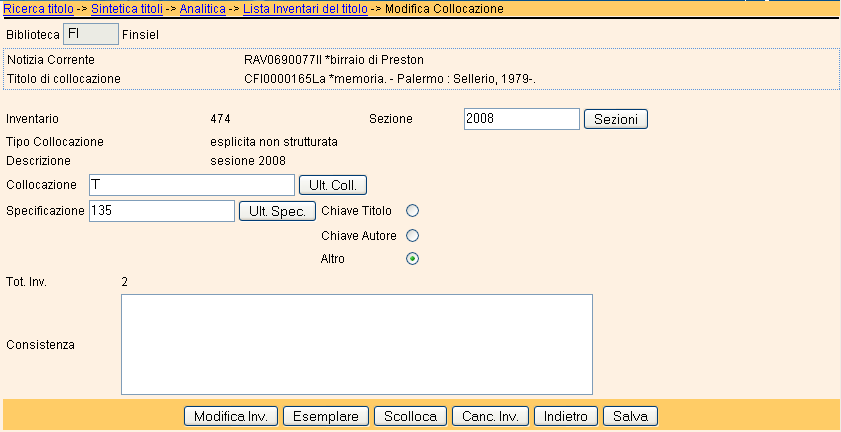 Ricerca titolo -> Sintetica titoli -> Analitica -> Lista Inventari del titolo -> Modifica Collocazione
Biblioteca FI Finsiel
Notizia Corrente RAV0690077Il *birraio di Preston
Titolo di collocazione CFI0000165La *memoria. - Palermo : Sellerio, 1979-.
Inventario 474 Sezione 2008 Sezioni
Tipo Collocazione esplicita non strutturata
Descrizione sesione 2008
Collocazione T Ult. Coll.
Specificazione 135 Ult. Spec. Chiave Titolo
Chiave Autore
Altro
Tot. Inv. 2
Consistenza
Modifica Inv. Esemplare Scolloca Canc. Inv. Indietro Salva